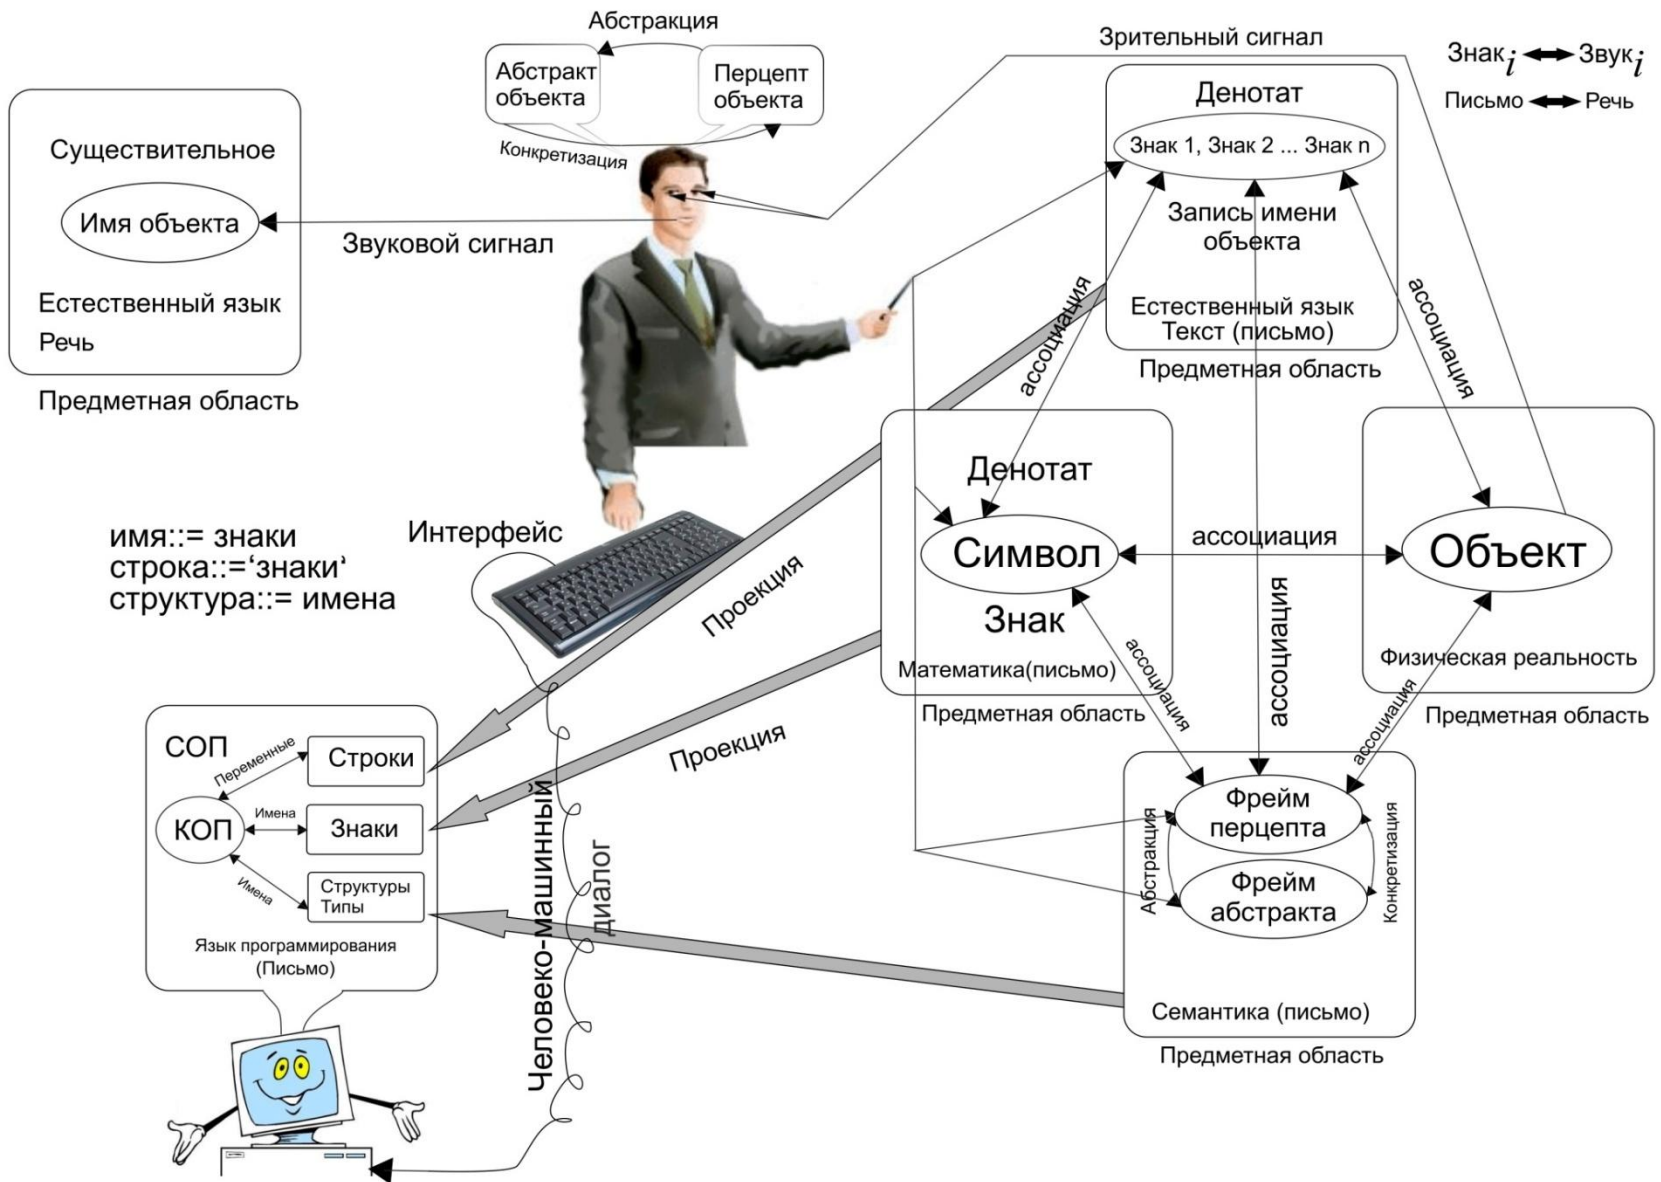 Абстракция
Абстракт
объекта
Перцепт
объекта
Конкретизация
Зрительный сигнал
Знакi Звукi
Письмо Речь
Существительное
Имя объекта
Естественный язык
Речь
Предметная область
Звуковой сигнал
Денотат
Знак 1, Знак 2 ... Знак n
Запись имени
объекта
Естественный язык
Текст (письмо)
Предметная область
ассоциация
ассоциация
Денотат
Символ
Знак
Математика(письмо)
Предметная область
ассоциация
Объект
Физическая реальность
Предметная область
ассоциация
ассоциация
ассоциация
имя::= знаки
строка::=‘знаки‘
структура::= имена
Интерфейс
Проекция
Проекция
Человеко-машинный
диалог
СОП
КОП
Переменные
Имена
Имена
Строки
Знаки
Структуры
Типы
Язык программирования
(Письмо)
Фрейм
перцепта
Фрейм
абстракта
Абстракция
Конкретизация
Семантика (письмо)
Предметная область